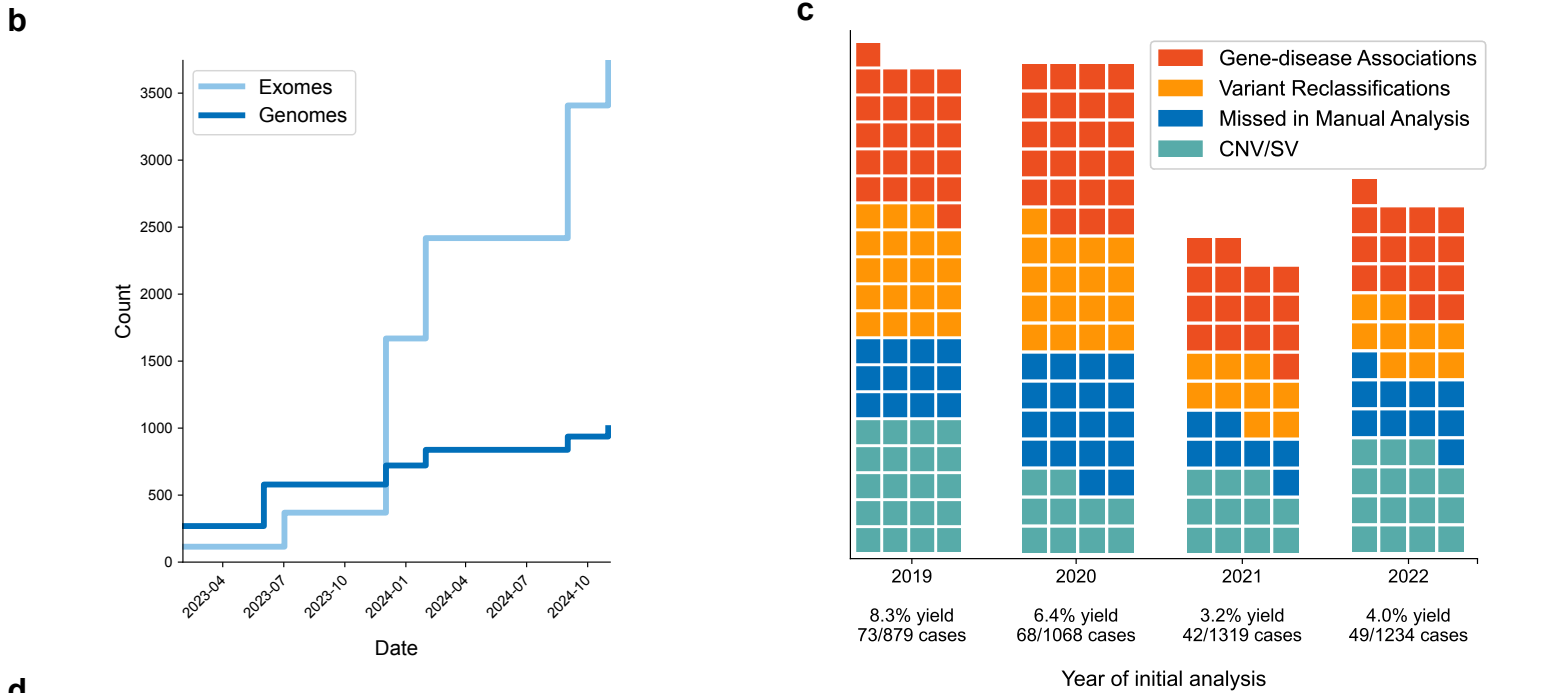 b
Exomes
Genomes
3500
3000
2500
2000
1500
1000
500
0
Count
2023-04
2023-07
2023-10
2024-01
2024-04
2024-07
2024-10
Date
c
Gene-disease Associations
Variant Reclassifications
Missed in Manual Analysis
CNV/SV
2019
2020
2021
2022
8.3% yield
73/879 cases
6.4% yield
68/1068 cases
3.2% yield
42/1319 cases
4.0% yield
49/1234 cases
Year of initial analysis
d